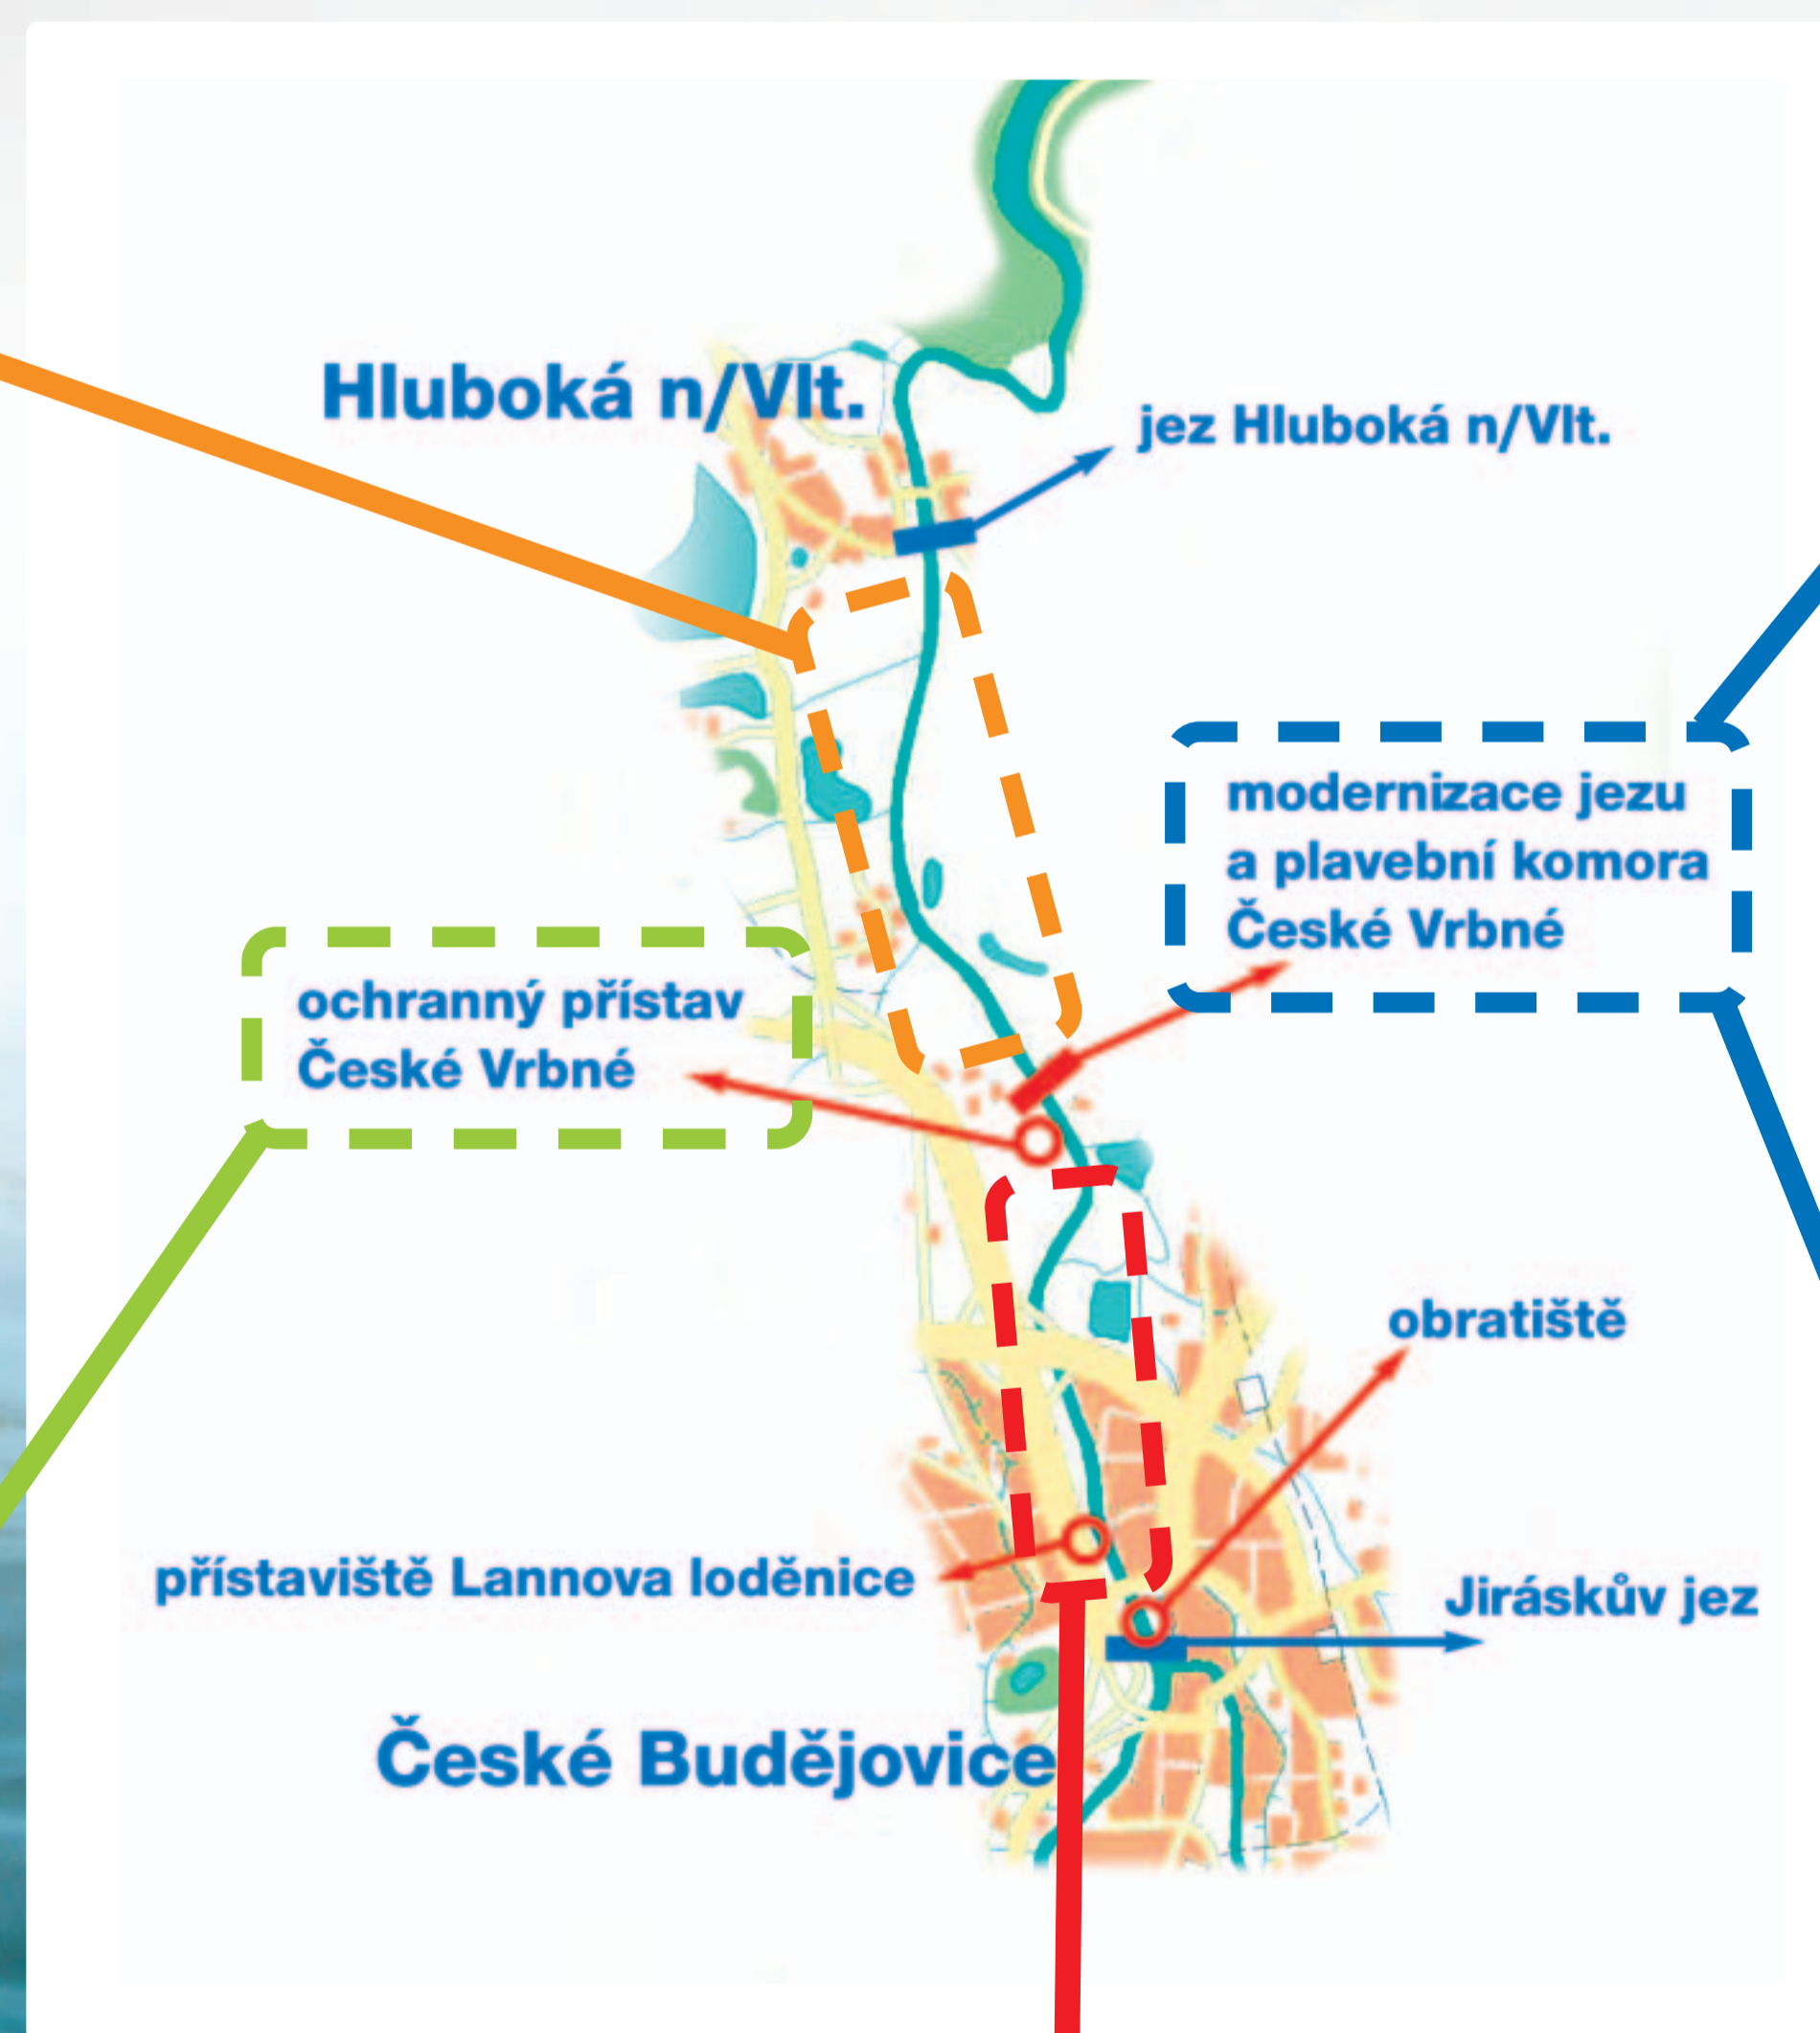 Hluboká n/Vlt.
jez Hluboká n/Vlt.
modernizace jezu
a plavební komora
České Vrbné
ochranný přístav
České Vrbné
obratiště
přístaviště Lannova loděnice
Jiráskův jez
České Budějovice